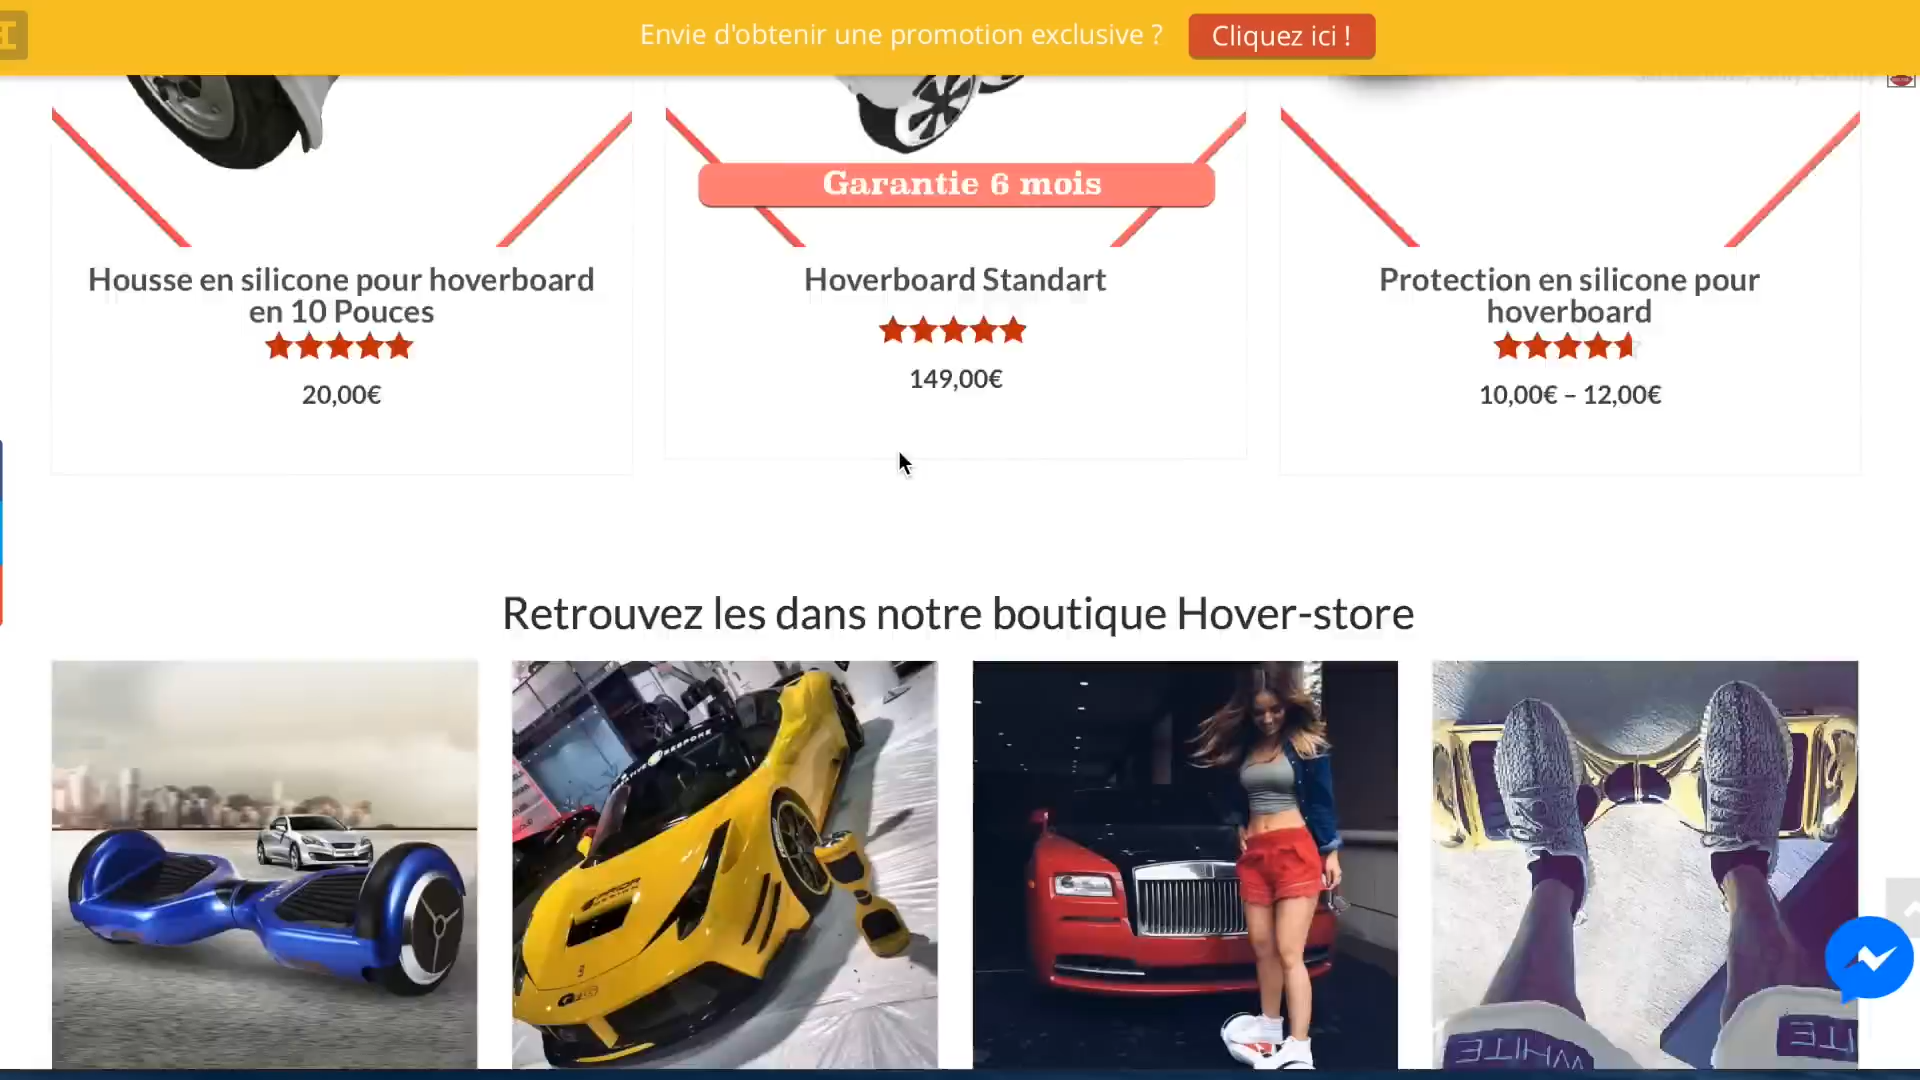 Envie d'obtenir une promotion exclusive ?
Cliquez ici !
Garantie 6 mois
Housse en silicone pour hoverboard
en 10 Pouces
20,00€
Hoverboard Standart
149,00€
Protection en silicone pour
hoverboard
10,00€ – 12,00€
Retrouvez les dans notre boutique Hover-store
WHITE